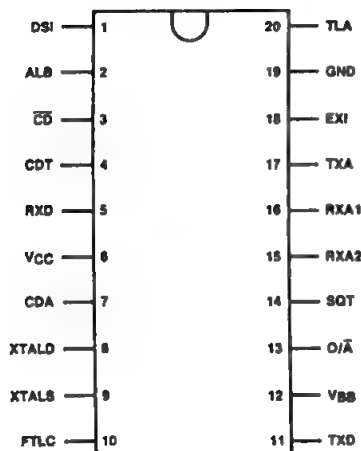 DSI 1 20 TLA
ALB 2 19 GND
C̅D̅ 3 18 EXI
CDT 4 17 TXA
RXD 5 16 RXA1
VCC 6 15 RXA2
CDA 7 14 SQT
XTALD 8 13 O/A̅
XTALS 9 12 VBB
FTLC 10 11 TXD